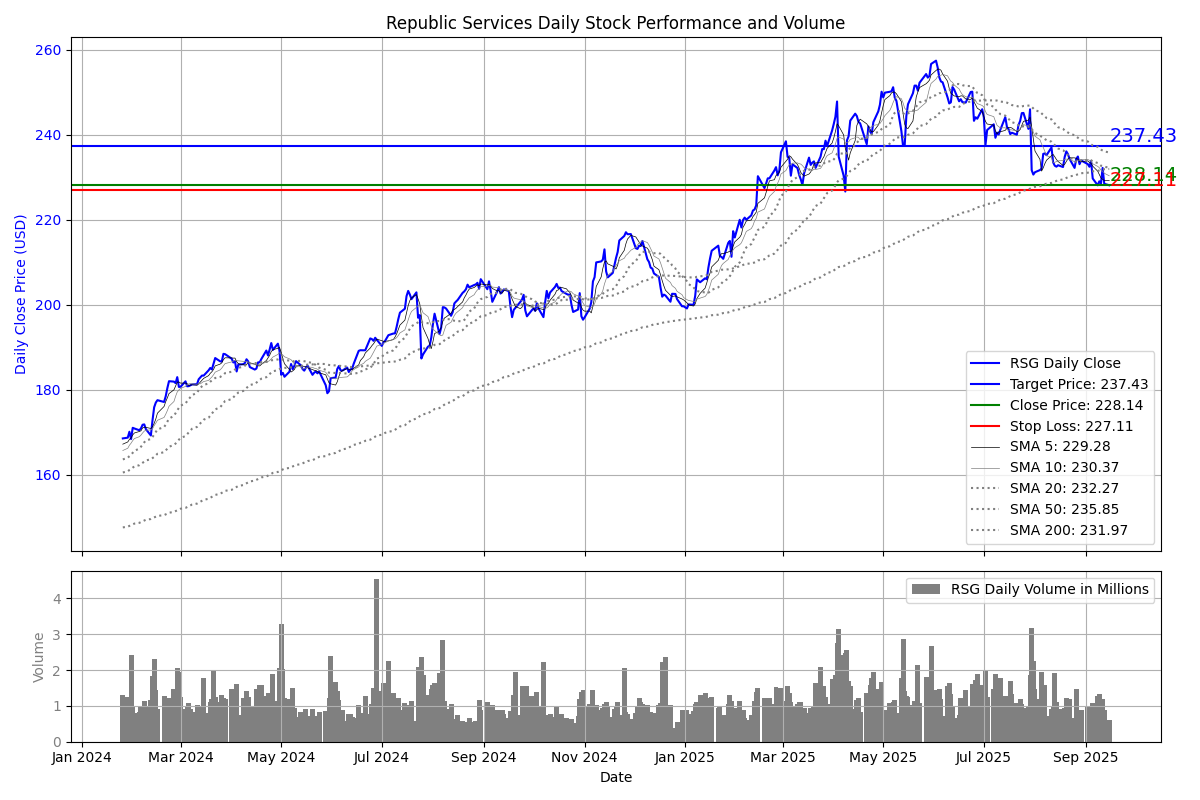 Republic Services Daily Stock Performance and Volume
260
240
220
200
180
160
Daily Close Price (USD)
237.43
228.14
227.11
RSG Daily Close
Target Price: 237.43
Close Price: 228.14
Stop Loss: 227.11
SMA 5: 229.28
SMA 10: 230.37
SMA 20: 232.27
SMA 50: 235.85
SMA 200: 231.97
4
3
2
1
0
Volume
RSG Daily Volume in Millions
Jan 2024 Mar 2024 May 2024 Jul 2024 Sep 2024 Nov 2024 Jan 2025 Mar 2025 May 2025 Jul 2025 Sep 2025
Date